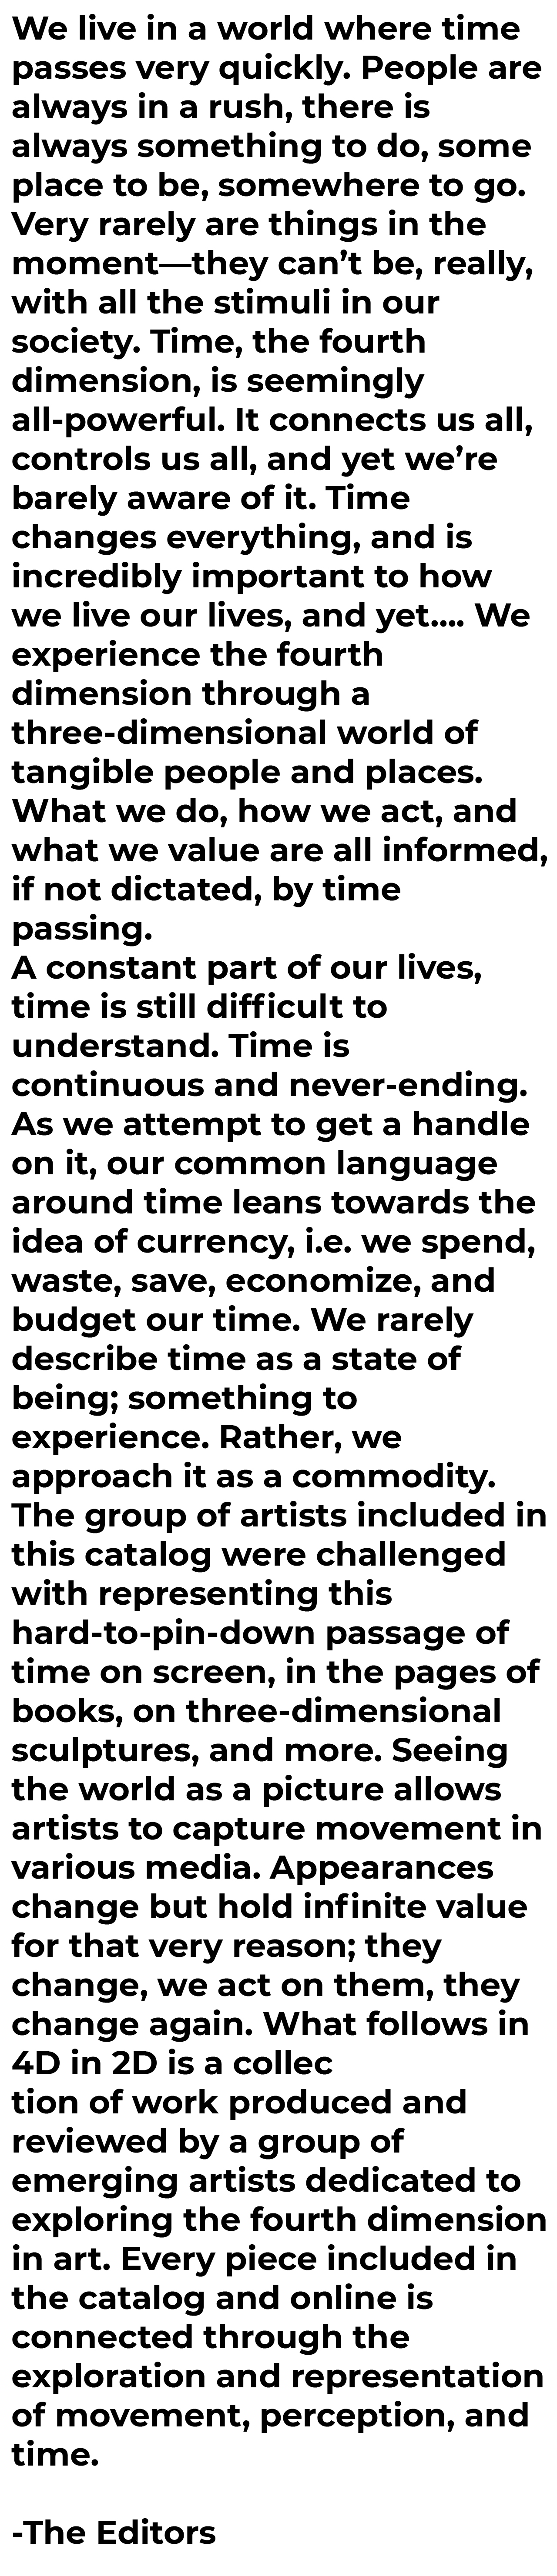 We live in a world where time
passes very quickly. People are
always in a rush, there is
always something to do, some
place to be, somewhere to go.
Very rarely are things in the
moment—they can’t be, really,
with all the stimuli in our
society. Time, the fourth
dimension, is seemingly
all-powerful. It connects us all,
controls us all, and yet we’re
barely aware of it. Time
changes everything, and is
incredibly important to how
we live our lives, and yet…. We
experience the fourth
dimension through a
three-dimensional world of
tangible people and places.
What we do, how we act, and
what we value are all informed,
if not dictated, by time
passing.
A constant part of our lives,
time is still difficult to
understand. Time is
continuous and never-ending.
As we attempt to get a handle
on it, our common language
around time leans towards the
idea of currency, i.e. we spend,
waste, save, economize, and
budget our time. We rarely
describe time as a state of
being; something to
experience. Rather, we
approach it as a commodity.
The group of artists included in
this catalog were challenged
with representing this
hard-to-pin-down passage of
time on screen, in the pages of
books, on three-dimensional
sculptures, and more. Seeing
the world as a picture allows
artists to capture movement in
various media. Appearances
change but hold infinite value
for that very reason; they
change, we act on them, they
change again. What follows in
4D in 2D is a collec
tion of work produced and
reviewed by a group of
emerging artists dedicated to
exploring the fourth dimension
in art. Every piece included in
the catalog and online is
connected through the
exploration and representation
of movement, perception, and
time.
-The Editors